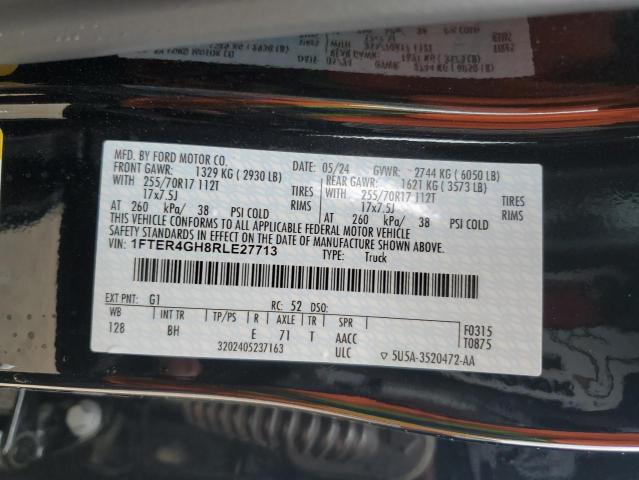 MFD. BY FORD MOTOR CO.
05/24 GVWR: 2744 KG ( 6050 LB)
FRONT GAWR: 1329 KG ( 2930 LB)
REAR GAWR: 1621 KG ( 3573 LB)
WITH 255/70R17 112T TIRES
WITH 255/70R17 112T TIRES
17x7.5J RIMS
17x7.5J RIMS
AT 260 kPa/ 38 PSI COLD
AT 260 kPa/ 38 PSI COLD
THIS VEHICLE CONFORMS TO ALL APPLICABLE FEDERAL MOTOR VEHICLE
SAFETY STANDARDS IN EFFECT ON THE DATE OF MANUFACTURE SHOWN ABOVE.
VIN: 1FTER4GH8RLE27713
TYPE: Truck
EXT PNT: G1 RC: 52 DSO:
WB INT TR TP/PS R AXLE TR SPR
F0315
128 BH E 71 T AACC
T0875
3202405237163 ULC
5U5A-3520472-AA